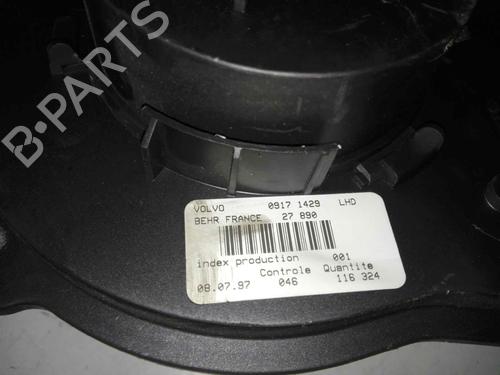 B-PARTS
VOLVO 0917 1429 LHD
BEHR FRANCE 27 890
index production 001
Controle Quantite
08.07.97 046 116 324